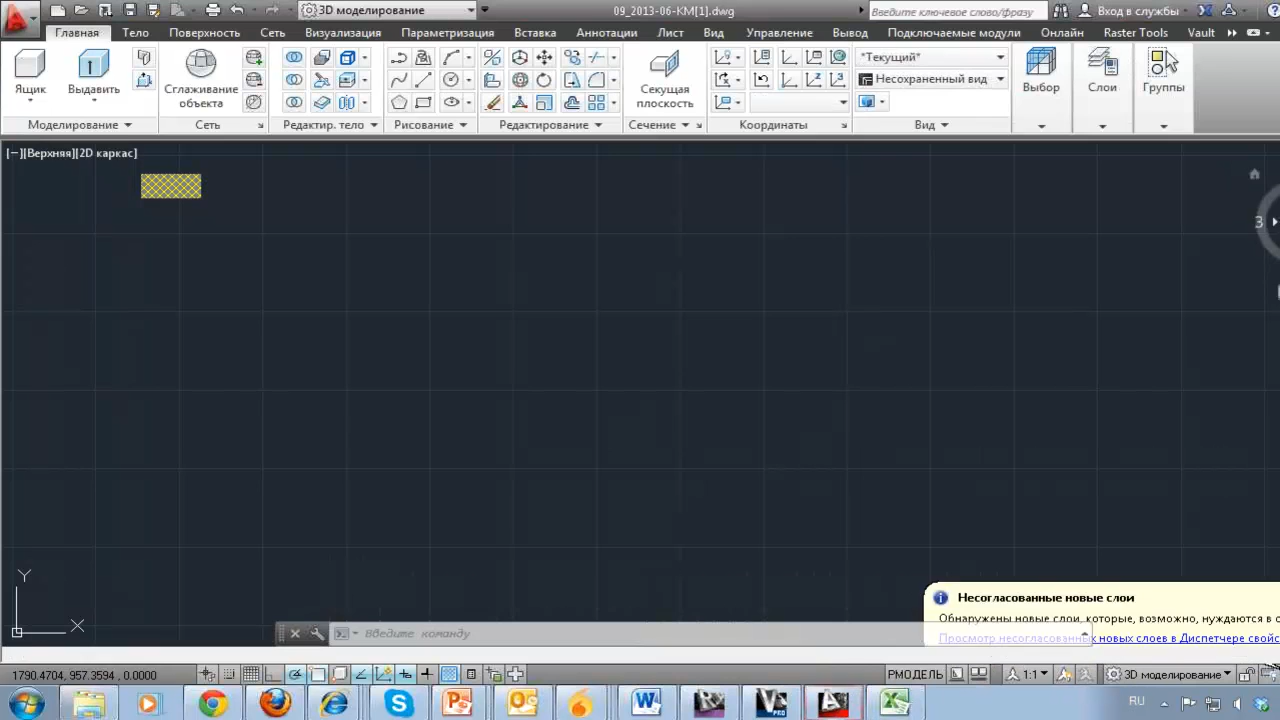 3D моделирование
09_2013-06-KM[1].dwg
Введите ключевое слово/фразу
Вход в службы
Главная Тело Поверхность Сеть Визуализация Параметризация Вставка Аннотации Лист Вид Управление Вывод Подключаемые модули Онлайн Raster Tools Vault
Ящик
Выдавить
Сглаживание
объекта
Секущая
плоскость
"Текущий"
Несохраненный вид
Выбор
Слои
Группы
Моделирование Сеть Редактир. тело Рисование Редактирование Сечение Координаты Вид
[−][Верхняя][2D каркас]
З
Y
X
Введите команду
Несогласованные новые слои
Обнаружены новые слои, которые, возможно, нуждаются в с
Просмотр несогласованных новых слоев в Диспетчере свойс
1790.4704, 957.3594 , 0.0000
РМОДЕЛЬ
1:1
3D моделирование
RU